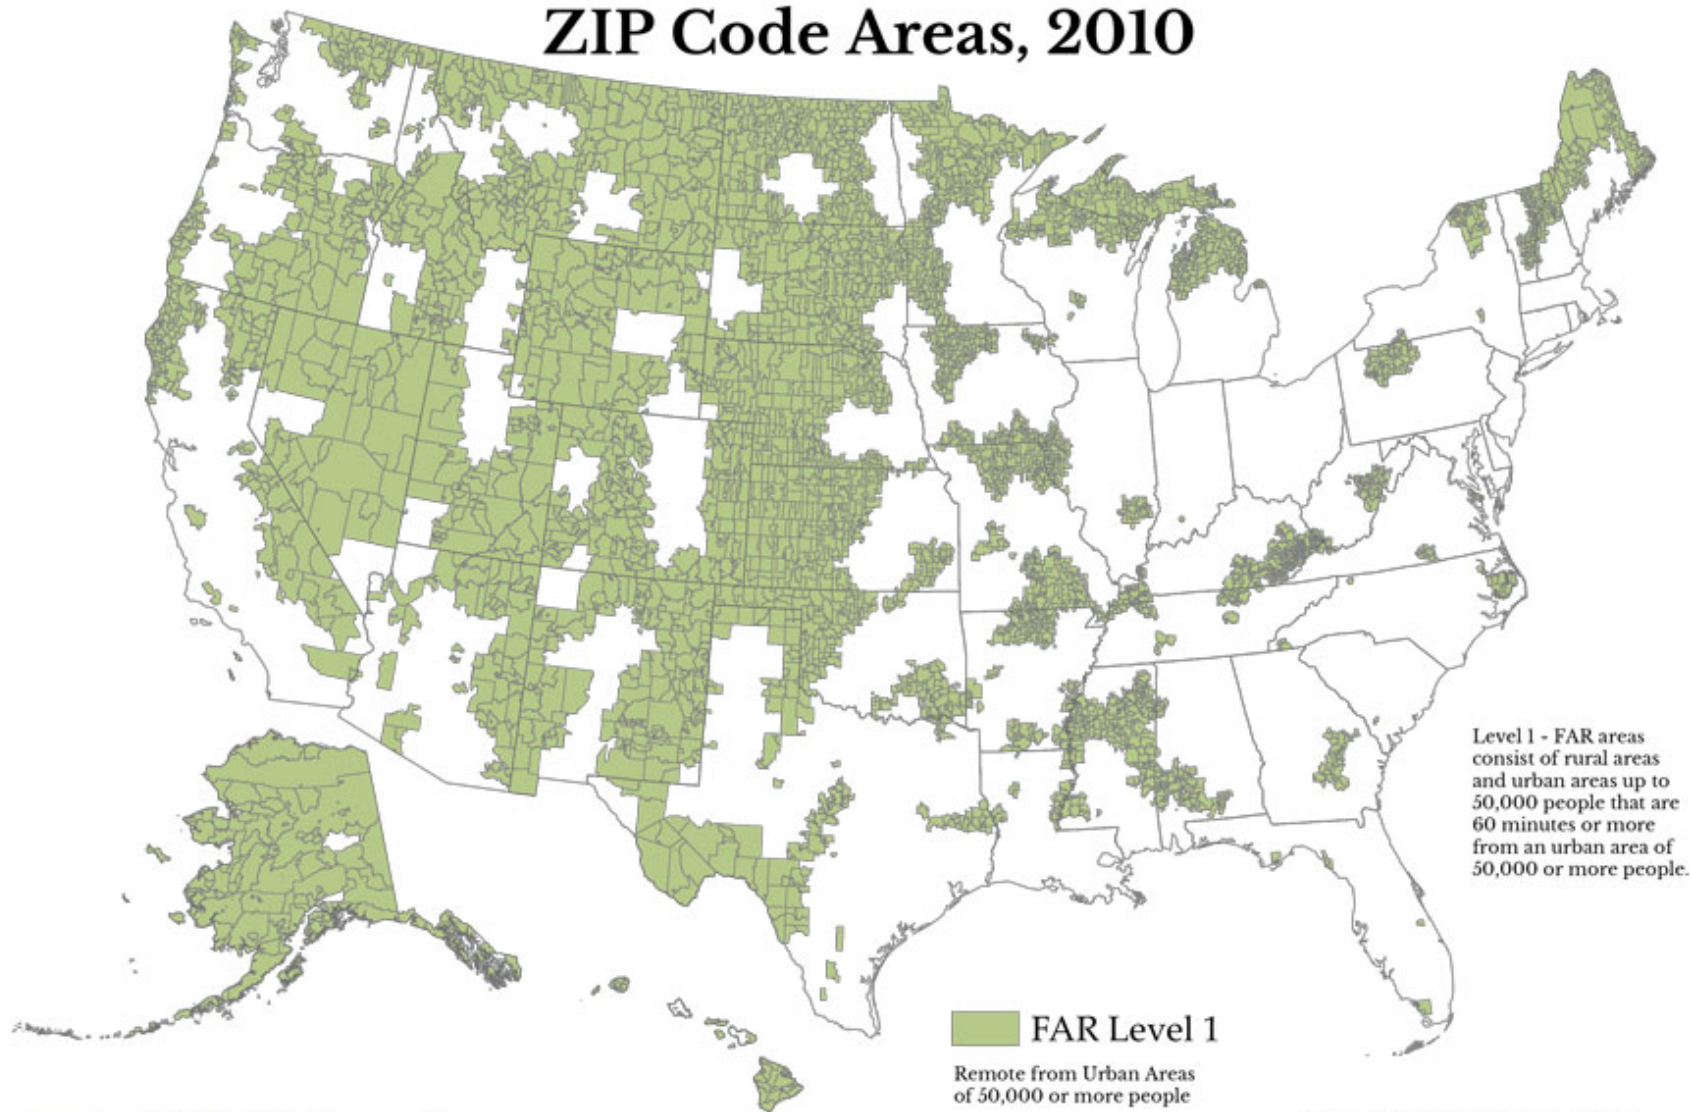 ZIP Code Areas, 2010
Level 1 - FAR areas
consist of rural areas
and urban areas up to
50,000 people that are
60 minutes or more
from an urban area of
50,000 or more people.
FAR Level 1
Remote from Urban Areas
of 50,000 or more people